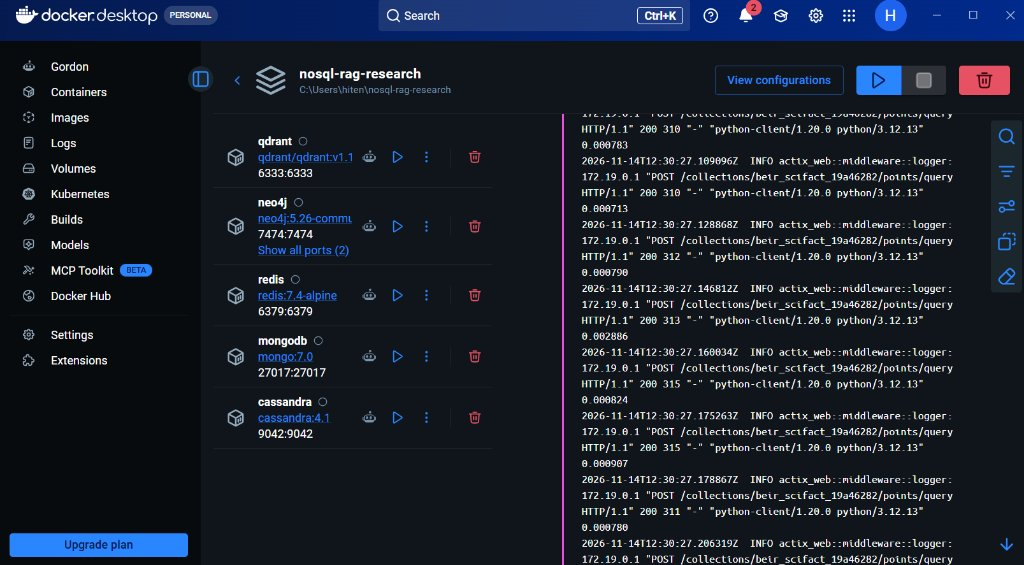 docker.desktop PERSONAL
Search Ctrl+K
2
H
Gordon
Containers
Images
Logs
Volumes
Kubernetes
Builds
Models
MCP Toolkit BETA
Docker Hub
Settings
Extensions
Upgrade plan
nosql-rag-research
C:\Users\hiten\nosql-rag-research
View configurations
qdrant
qdrant/qdrant:v1.1
6333:6333
neo4j
neo4j:5.26-commu
7474:7474
Show all ports (2)
redis
redis:7.4-alpine
6379:6379
mongodb
mongo:7.0
27017:27017
cassandra
cassandra:4.1
9042:9042
172.19.0.1 "POST /collections/beir_scifact_19a46282/points/query
HTTP/1.1" 200 310 "-" "python-client/1.20.0 python/3.12.13"
0.000783
2026-11-14T12:30:27.109096Z  INFO actix_web::middleware::logger:
172.19.0.1 "POST /collections/beir_scifact_19a46282/points/query
HTTP/1.1" 200 310 "-" "python-client/1.20.0 python/3.12.13"
0.000713
2026-11-14T12:30:27.128868Z  INFO actix_web::middleware::logger:
172.19.0.1 "POST /collections/beir_scifact_19a46282/points/query
HTTP/1.1" 200 312 "-" "python-client/1.20.0 python/3.12.13"
0.000790
2026-11-14T12:30:27.146812Z  INFO actix_web::middleware::logger:
172.19.0.1 "POST /collections/beir_scifact_19a46282/points/query
HTTP/1.1" 200 313 "-" "python-client/1.20.0 python/3.12.13"
0.002886
2026-11-14T12:30:27.160034Z  INFO actix_web::middleware::logger:
172.19.0.1 "POST /collections/beir_scifact_19a46282/points/query
HTTP/1.1" 200 315 "-" "python-client/1.20.0 python/3.12.13"
0.000824
2026-11-14T12:30:27.175263Z  INFO actix_web::middleware::logger:
172.19.0.1 "POST /collections/beir_scifact_19a46282/points/query
HTTP/1.1" 200 315 "-" "python-client/1.20.0 python/3.12.13"
0.000907
2026-11-14T12:30:27.178867Z  INFO actix_web::middleware::logger:
172.19.0.1 "POST /collections/beir_scifact_19a46282/points/query
HTTP/1.1" 200 311 "-" "python-client/1.20.0 python/3.12.13"
0.000780
2026-11-14T12:30:27.206319Z  INFO actix_web::middleware::logger:
172.19.0.1 "POST /collections/beir_scifact_19a46282/points/query